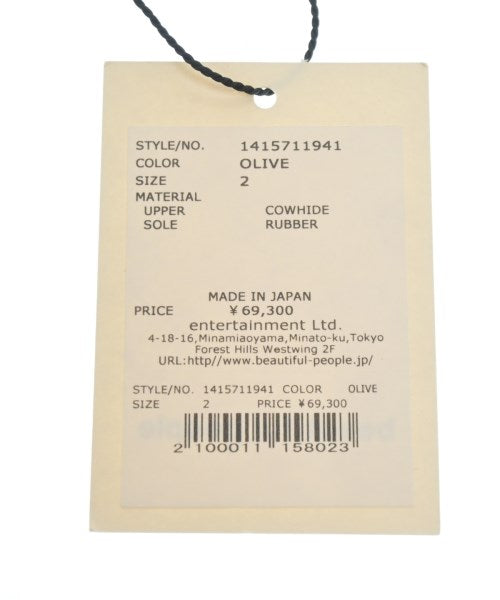 STYLE/NO. 1415711941
COLOR OLIVE
SIZE 2
MATERIAL
UPPER COWHIDE
SOLE RUBBER
MADE IN JAPAN
PRICE ¥69,300
entertainment Ltd.
4-18-16,Minamiaoyama,Minato-ku,Tokyo
Forest Hills Westwing 2F
URL:http//www.beautiful-people.jp/
STYLE/NO. 1415711941 COLOR OLIVE
SIZE 2 PRICE ¥69,300
2 100011 158023